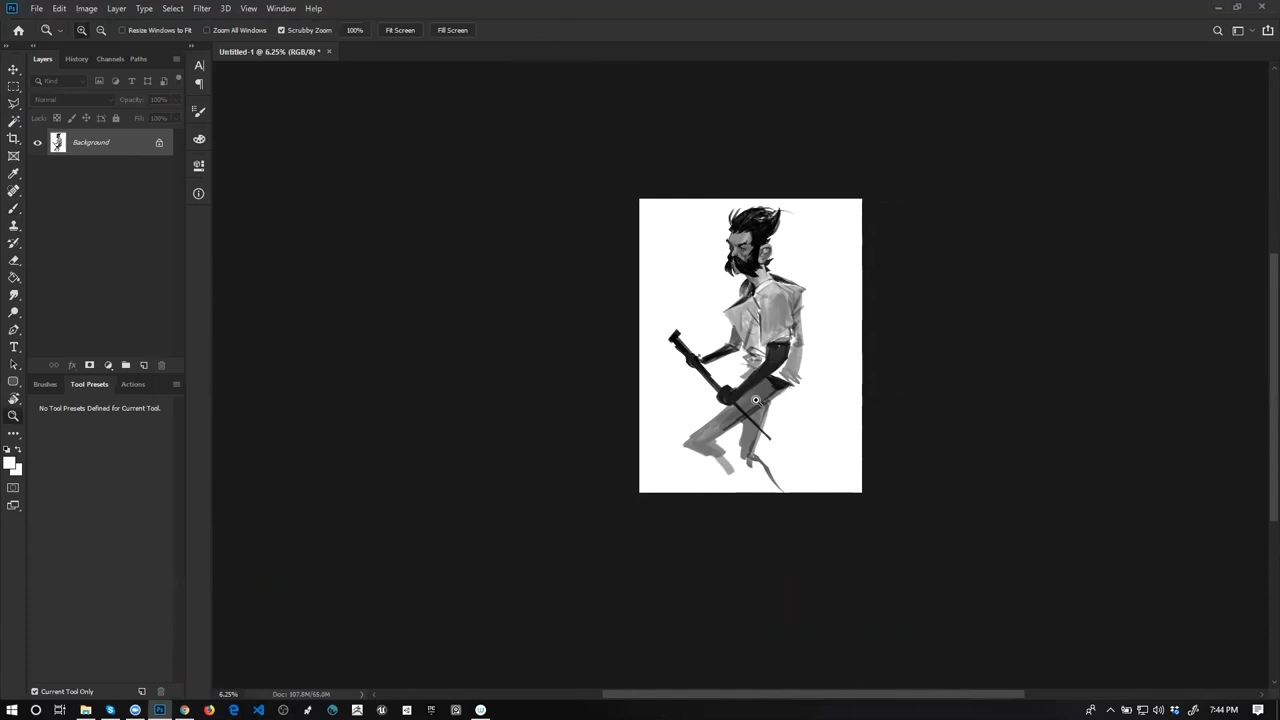 File Edit Image Layer Type Select Filter 3D View Window Help
Resize Windows to Fit Zoom All Windows Scrubby Zoom 100% Fit Screen Fill Screen
Untitled-1 @ 6.25% (RGB/8) * ×
Layers History Channels Paths
Kind
Normal Opacity: 100%
Lock: Fill: 100%
Background
Brushes Tool Presets Actions
No Tool Presets Defined for Current Tool.
Current Tool Only
6.25% Doc: 107.8M/65.0M
7:44 PM